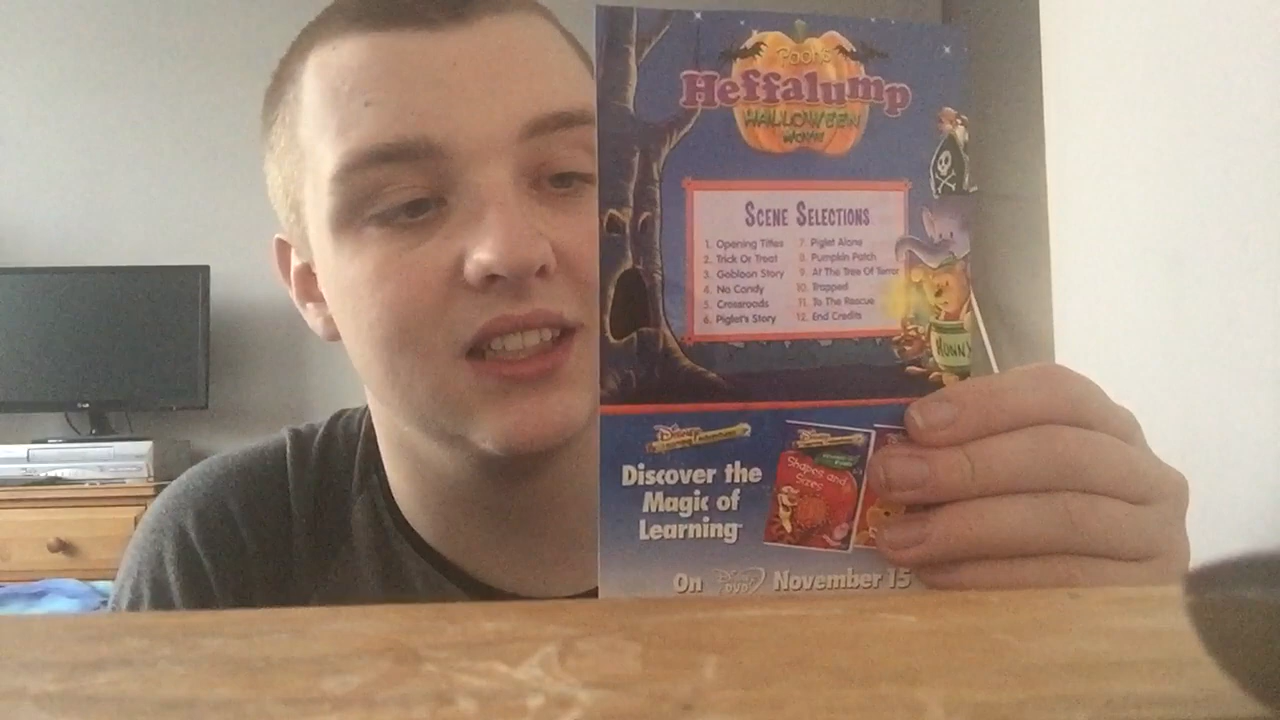 Pooh's
Heffalump
HALLOWEEN
MOVIE
SCENE SELECTIONS
1. Opening Titles
2. Trick Or Treat
3. Gobloon Story
4. No Candy
5. Crossroads
6. Piglet's Story
7. Piglet Alone
8. Pumpkin Patch
9. At The Tree Of Terror
10. Trapped
11. To The Rescue
12. End Credits
HUNNY
Disney
Discover the
Magic of
Learning
Disney
Shapes and
Sizes
On Disney DVD November 15